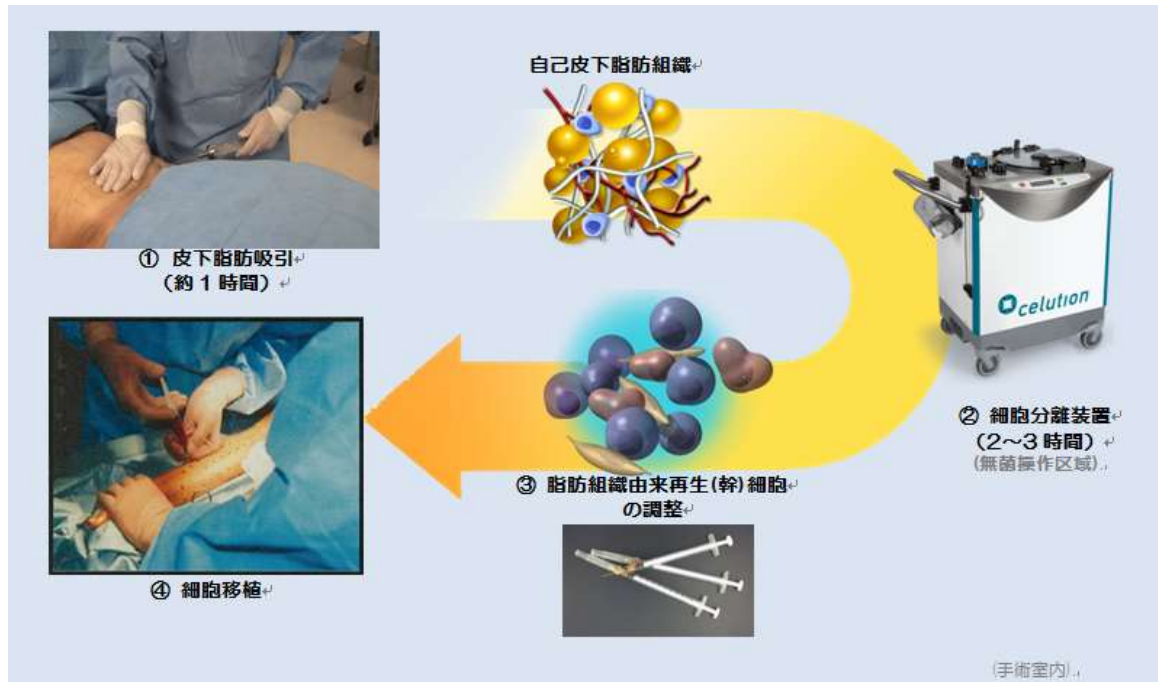 自己皮下脂肪組織
① 皮下脂肪吸引
(約1時間)
celution
② 細胞分離装置
(2～3時間)
(無菌操作区域)
③ 脂肪組織由来再生(幹)細胞
の調整
④ 細胞移植
(手術室内)